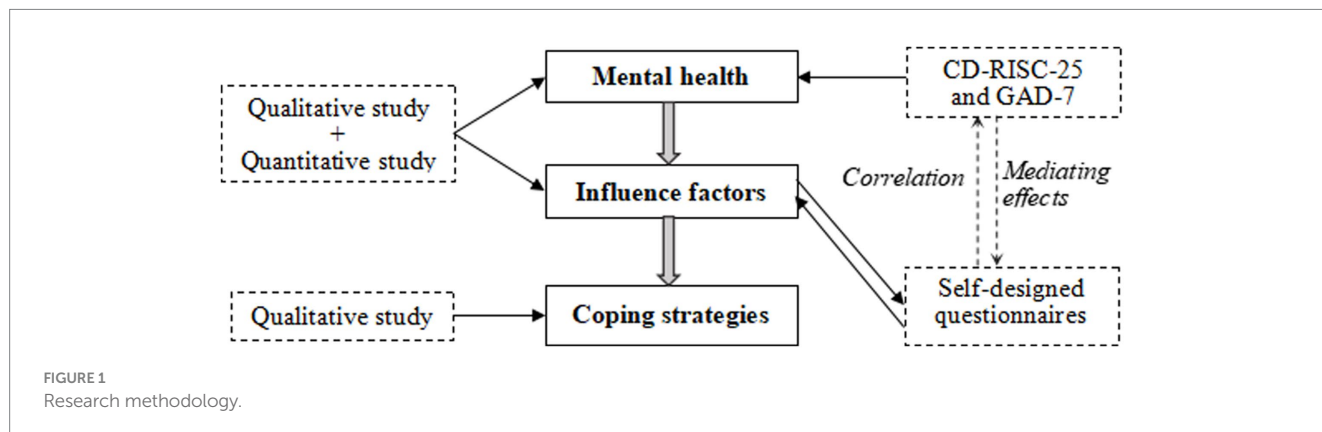 Mental health
CD-RISC-25
and GAD-7
Qualitative study
+
Quantitative study
Correlation
Mediating
effects
Influence factors
Qualitative study
Coping strategies
Self-designed
questionnaires
FIGURE 1
Research methodology.